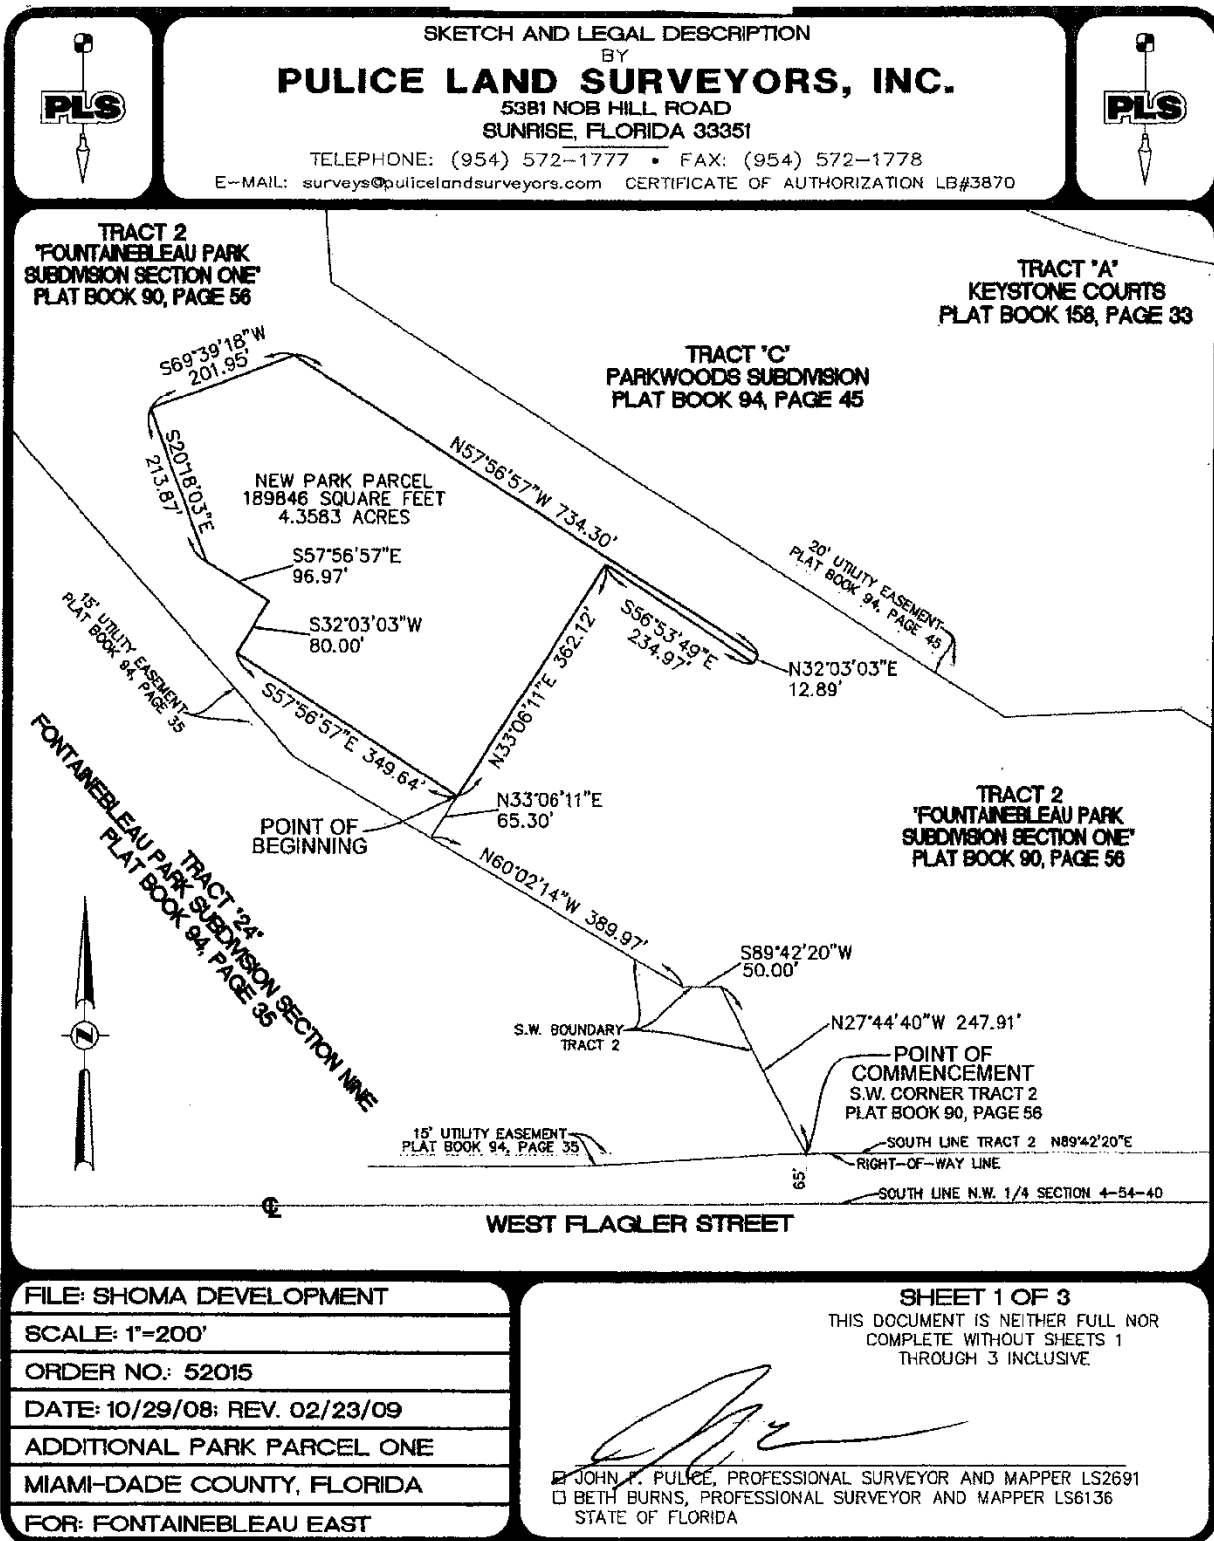 SKETCH AND LEGAL DESCRIPTION
BY
PULICE LAND SURVEYORS, INC.
5381 NOB HILL ROAD
SUNRISE, FLORIDA 33351
TELEPHONE: (954) 572-1777 • FAX: (954) 572-1778
E-MAIL: surveys@pulicelandsurveyors.com CERTIFICATE OF AUTHORIZATION LB#3870
PLS
PLS
TRACT 2
"FOUNTAINEBLEAU PARK
SUBDIVISION SECTION ONE"
PLAT BOOK 90, PAGE 56
TRACT "A"
KEYSTONE COURTS
PLAT BOOK 158, PAGE 33
TRACT "C"
PARKWOODS SUBDIVISION
PLAT BOOK 94, PAGE 45
S69°39'18"W
201.95'
S20°18'03"E
213.87'
N57°56'57"W 734.30'
NEW PARK PARCEL
189846 SQUARE FEET
4.3583 ACRES
S57°56'57"E
96.97'
S32°03'03"W
80.00'
20' UTILITY EASEMENT
PLAT BOOK 94, PAGE 45
15' UTILITY EASEMENT
PLAT BOOK 94, PAGE 35
S56°53'49"E
234.97'
N32°03'03"E
12.89'
N33°06'11"E 362.12'
S57°56'57"E 349.64'
N33°06'11"E
65.30'
POINT OF
BEGINNING
TRACT 2
"FOUNTAINEBLEAU PARK
SUBDIVISION SECTION ONE"
PLAT BOOK 90, PAGE 56
TRACT "24"
FONTAINEBLEAU PARK SUBDIVISION SECTION NINE
PLAT BOOK 94, PAGE 35
N60°02'14"W 389.97'
S89°42'20"W
50.00'
S.W. BOUNDARY
TRACT 2
N27°44'40"W 247.91'
POINT OF
COMMENCEMENT
S.W. CORNER TRACT 2
PLAT BOOK 90, PAGE 56
N
15' UTILITY EASEMENT
PLAT BOOK 94, PAGE 35
SOUTH LINE TRACT 2 N89°42'20"E
RIGHT-OF-WAY LINE
65'
SOUTH LINE N.W. 1/4 SECTION 4-54-40
℄
WEST FLAGLER STREET
FILE: SHOMA DEVELOPMENT
SCALE: 1"=200'
ORDER NO.: 52015
DATE: 10/29/08; REV. 02/23/09
ADDITIONAL PARK PARCEL ONE
MIAMI-DADE COUNTY, FLORIDA
FOR: FONTAINEBLEAU EAST
SHEET 1 OF 3
THIS DOCUMENT IS NEITHER FULL NOR
COMPLETE WITHOUT SHEETS 1
THROUGH 3 INCLUSIVE
JOHN F. PULICE, PROFESSIONAL SURVEYOR AND MAPPER LS2691
BETH BURNS, PROFESSIONAL SURVEYOR AND MAPPER LS6136
STATE OF FLORIDA